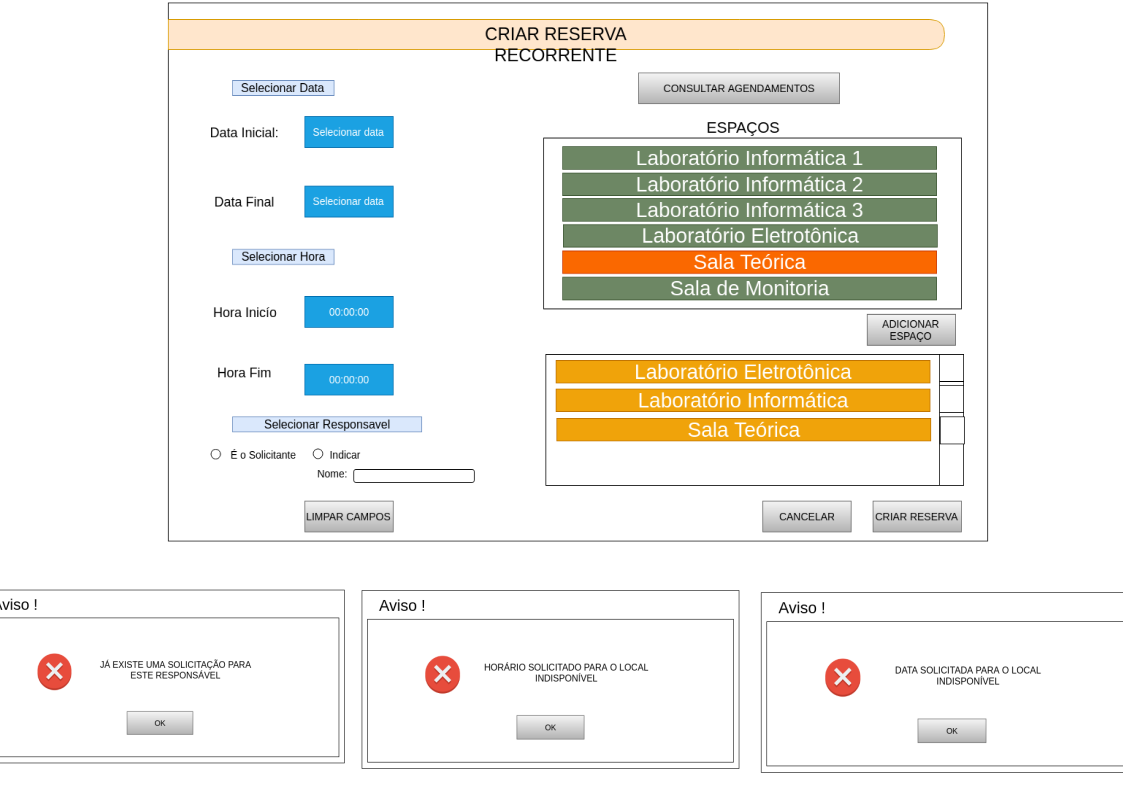 CRIAR RESERVA
RECORRENTE
Selecionar Data
Data Inicial:
Selecionar data
Data Final
Selecionar data
Selecionar Hora
Hora Inicío
00:00:00
Hora Fim
00:00:00
Selecionar Responsavel
É o Solicitante
Indicar
Nome:
LIMPAR CAMPOS
CONSULTAR AGENDAMENTOS
ESPAÇOS
Laboratório Informática 1
Laboratório Informática 2
Laboratório Informática 3
Laboratório Eletrotônica
Sala Teórica
Sala de Monitoria
ADICIONAR
ESPAÇO
Laboratório Eletrotônica
Laboratório Informática
Sala Teórica
CANCELAR
CRIAR RESERVA
Aviso !
JÁ EXISTE UMA SOLICITAÇÃO PARA
ESTE RESPONSÁVEL
OK
Aviso !
HORÁRIO SOLICITADO PARA O LOCAL
INDISPONÍVEL
OK
Aviso !
DATA SOLICITADA PARA O LOCAL
INDISPONÍVEL
OK